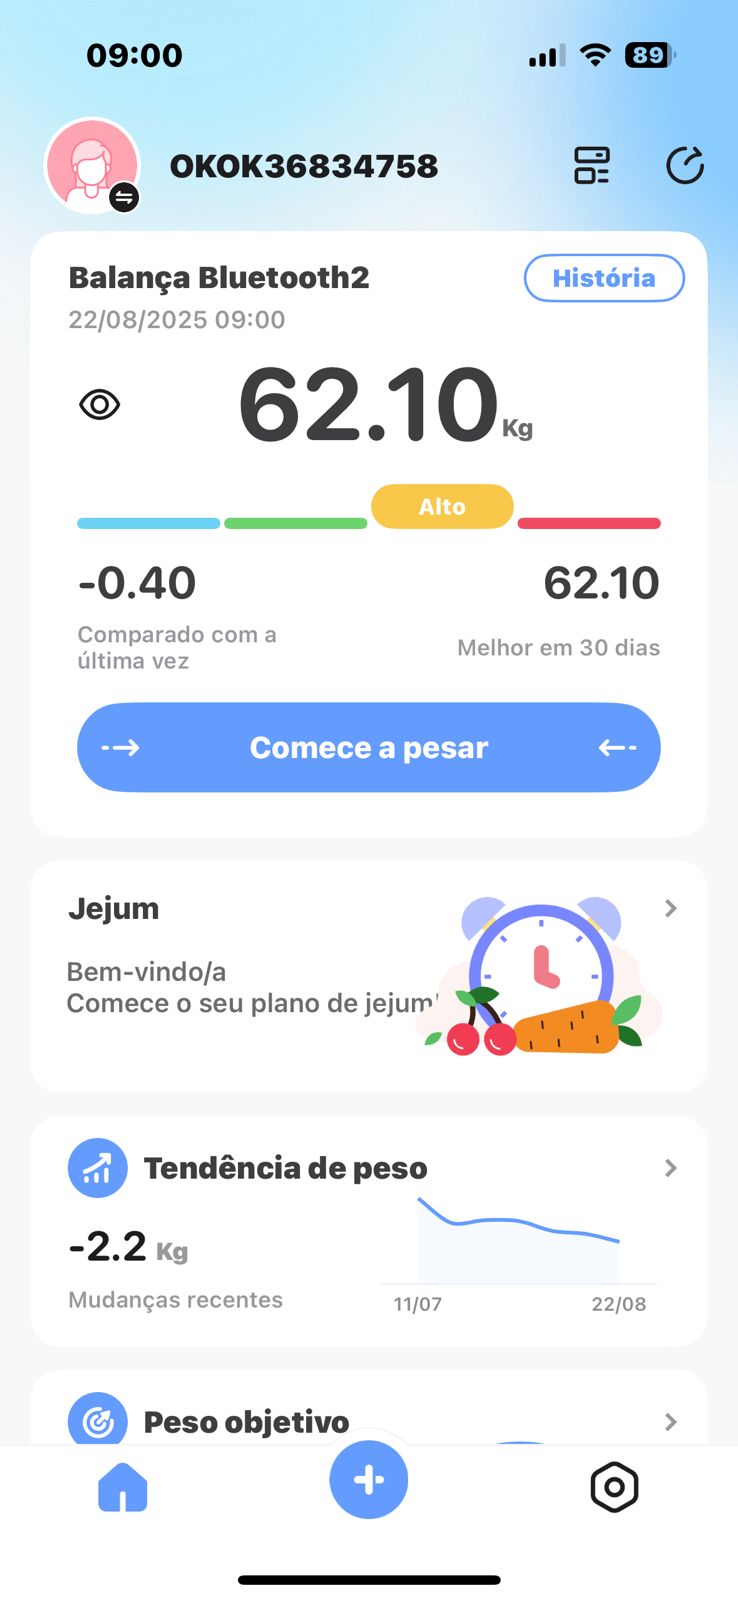 09:00
89
OKOK36834758
Balança Bluetooth2
História
22/08/2025 09:00
62.10 Kg
Alto
-0.40
62.10
Comparado com a
última vez
Melhor em 30 dias
Comece a pesar
Jejum
Bem-vindo/a
Comece o seu plano de jejum!
Tendência de peso
-2.2 Kg
Mudanças recentes
11/07
22/08
Peso objetivo